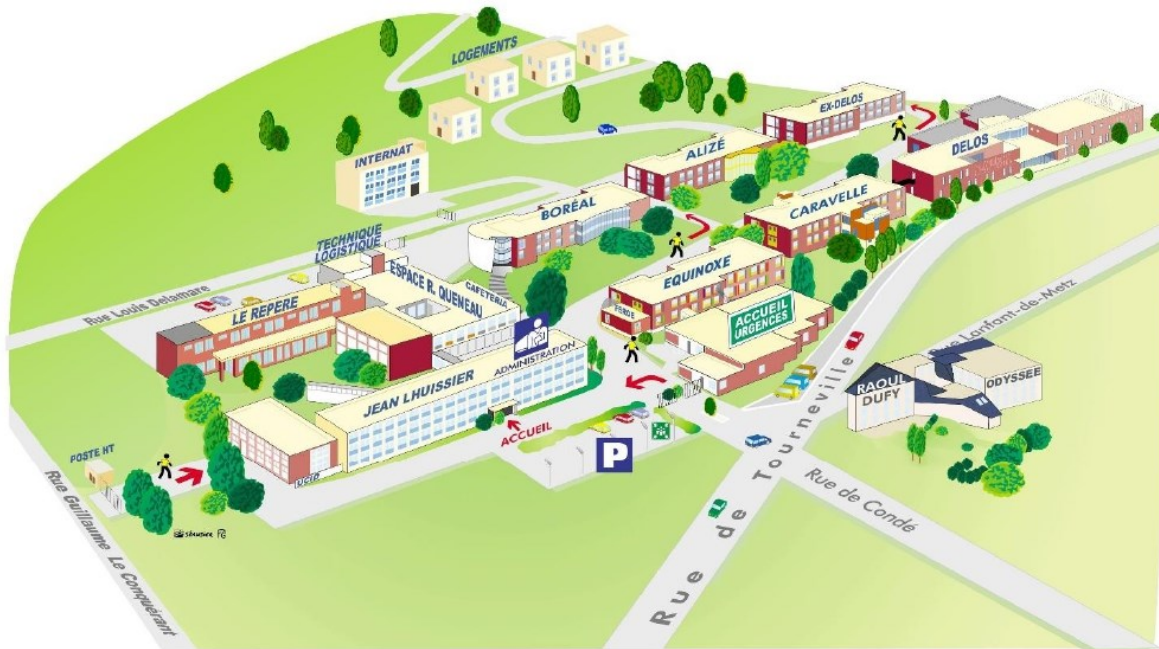 LOGEMENTS
EX-DELOS
INTERNAT
ALIZÉ
DELOS
BORÉAL
CARAVELLE
TECHNIQUE
LOGISTIQUE
ESPACE R. QUENEAU
CAFETERIA
EQUINOXE
Rue Louis Delamare
LE REPERE
FERDE
ACCUEIL
URGENCES
Rue Lanfant-de-Metz
ADMINISTRATION
JEAN LHUISSIER
RAOUL
DUFY
ODYSSEE
ACCUEIL
P
POSTE HT
UCID
Rue de Tourneville
Rue de Condé
Rue Guillaume Le Conquérant